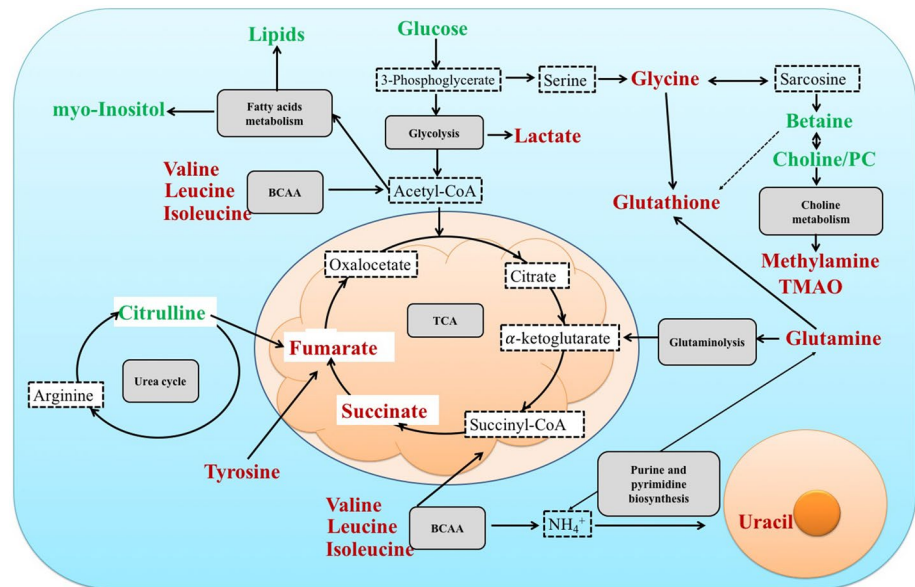 Lipids
Glucose
3-Phosphoglycerate
Serine
Glycine
Sarcosine
myo-Inositol
Fatty acids
metabolism
Glycolysis
Lactate
Betaine
Choline/PC
Valine
Leucine
Isoleucine
BCAA
Acetyl-CoA
Glutathione
Choline
metabolism
Methylamine
TMAO
Oxalocetate
Citrate
TCA
Citrulline
Fumarate
α-ketoglutarate
Glutaminolysis
Glutamine
Urea cycle
Arginine
Succinate
Succinyl-CoA
Tyrosine
Purine and
pyrimidine
biosynthesis
Valine
Leucine
Isoleucine
BCAA
NH₄⁺
Uracil